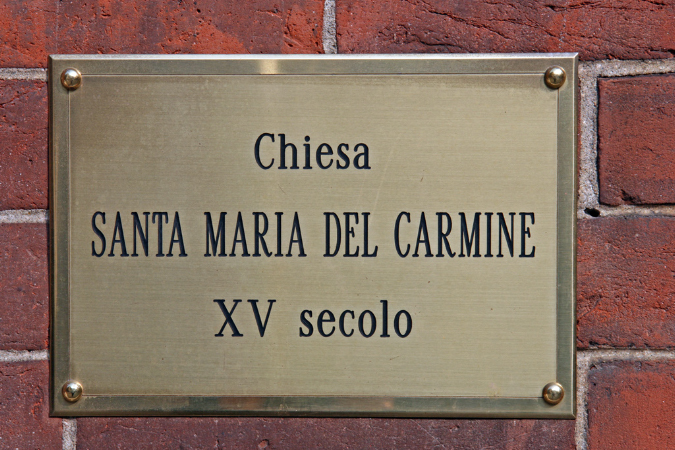 Chiesa
SANTA MARIA DEL CARMINE
XV secolo